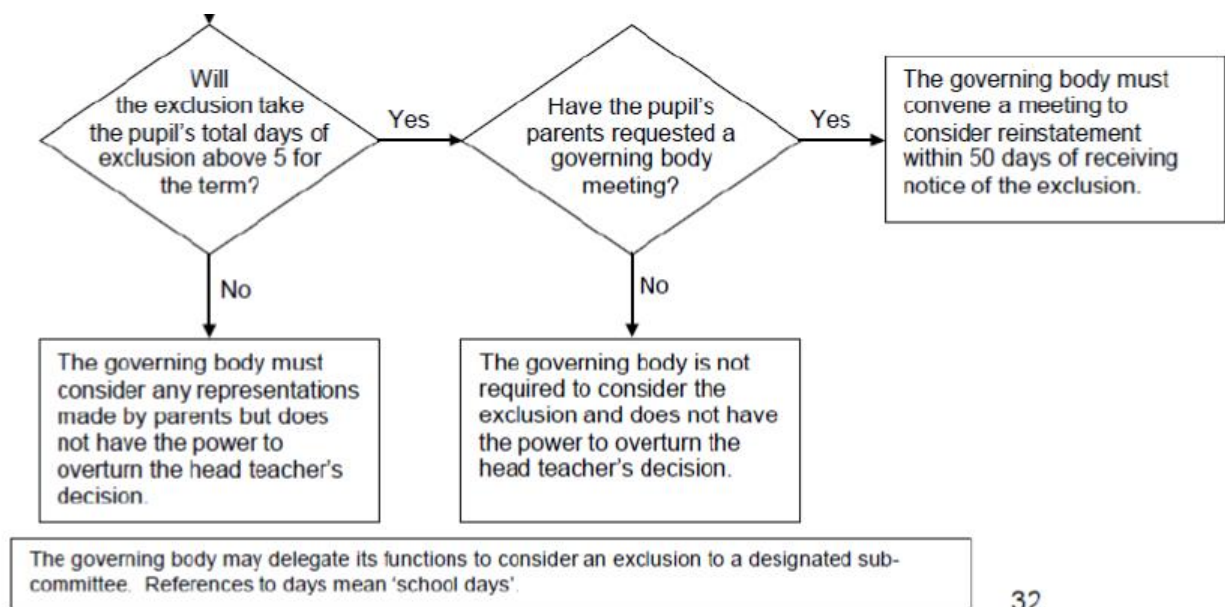 Will
the exclusion take
the pupil's total days of
exclusion above 5 for
the term?
Yes
Have the pupil's
parents requested a
governing body
meeting?
Yes
The governing body must
convene a meeting to
consider reinstatement
within 50 days of receiving
notice of the exclusion.
No
No
The governing body must
consider any representations
made by parents but does
not have the power to
overturn the head teacher's
decision.
The governing body is not
required to consider the
exclusion and does not have
the power to overturn the
head teacher's decision.
The governing body may delegate its functions to consider an exclusion to a designated sub-
committee. References to days mean 'school days'.
32